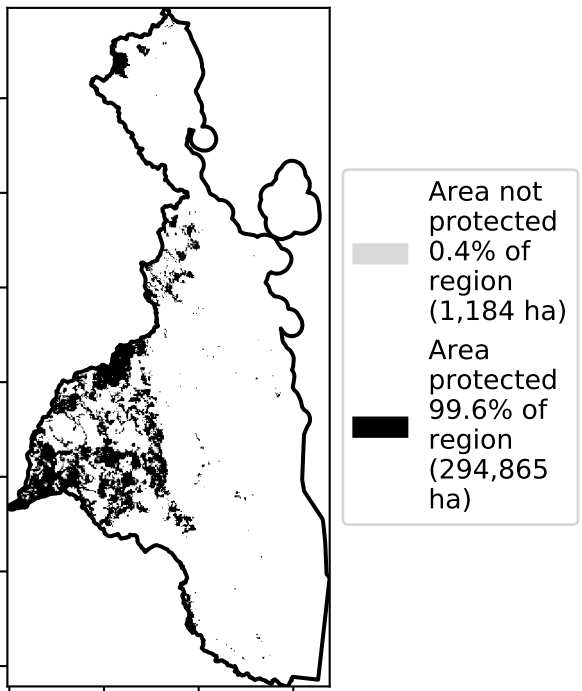 Area not
protected
0.4% of
region
(1,184 ha)
Area
protected
99.6% of
region
(294,865
ha)